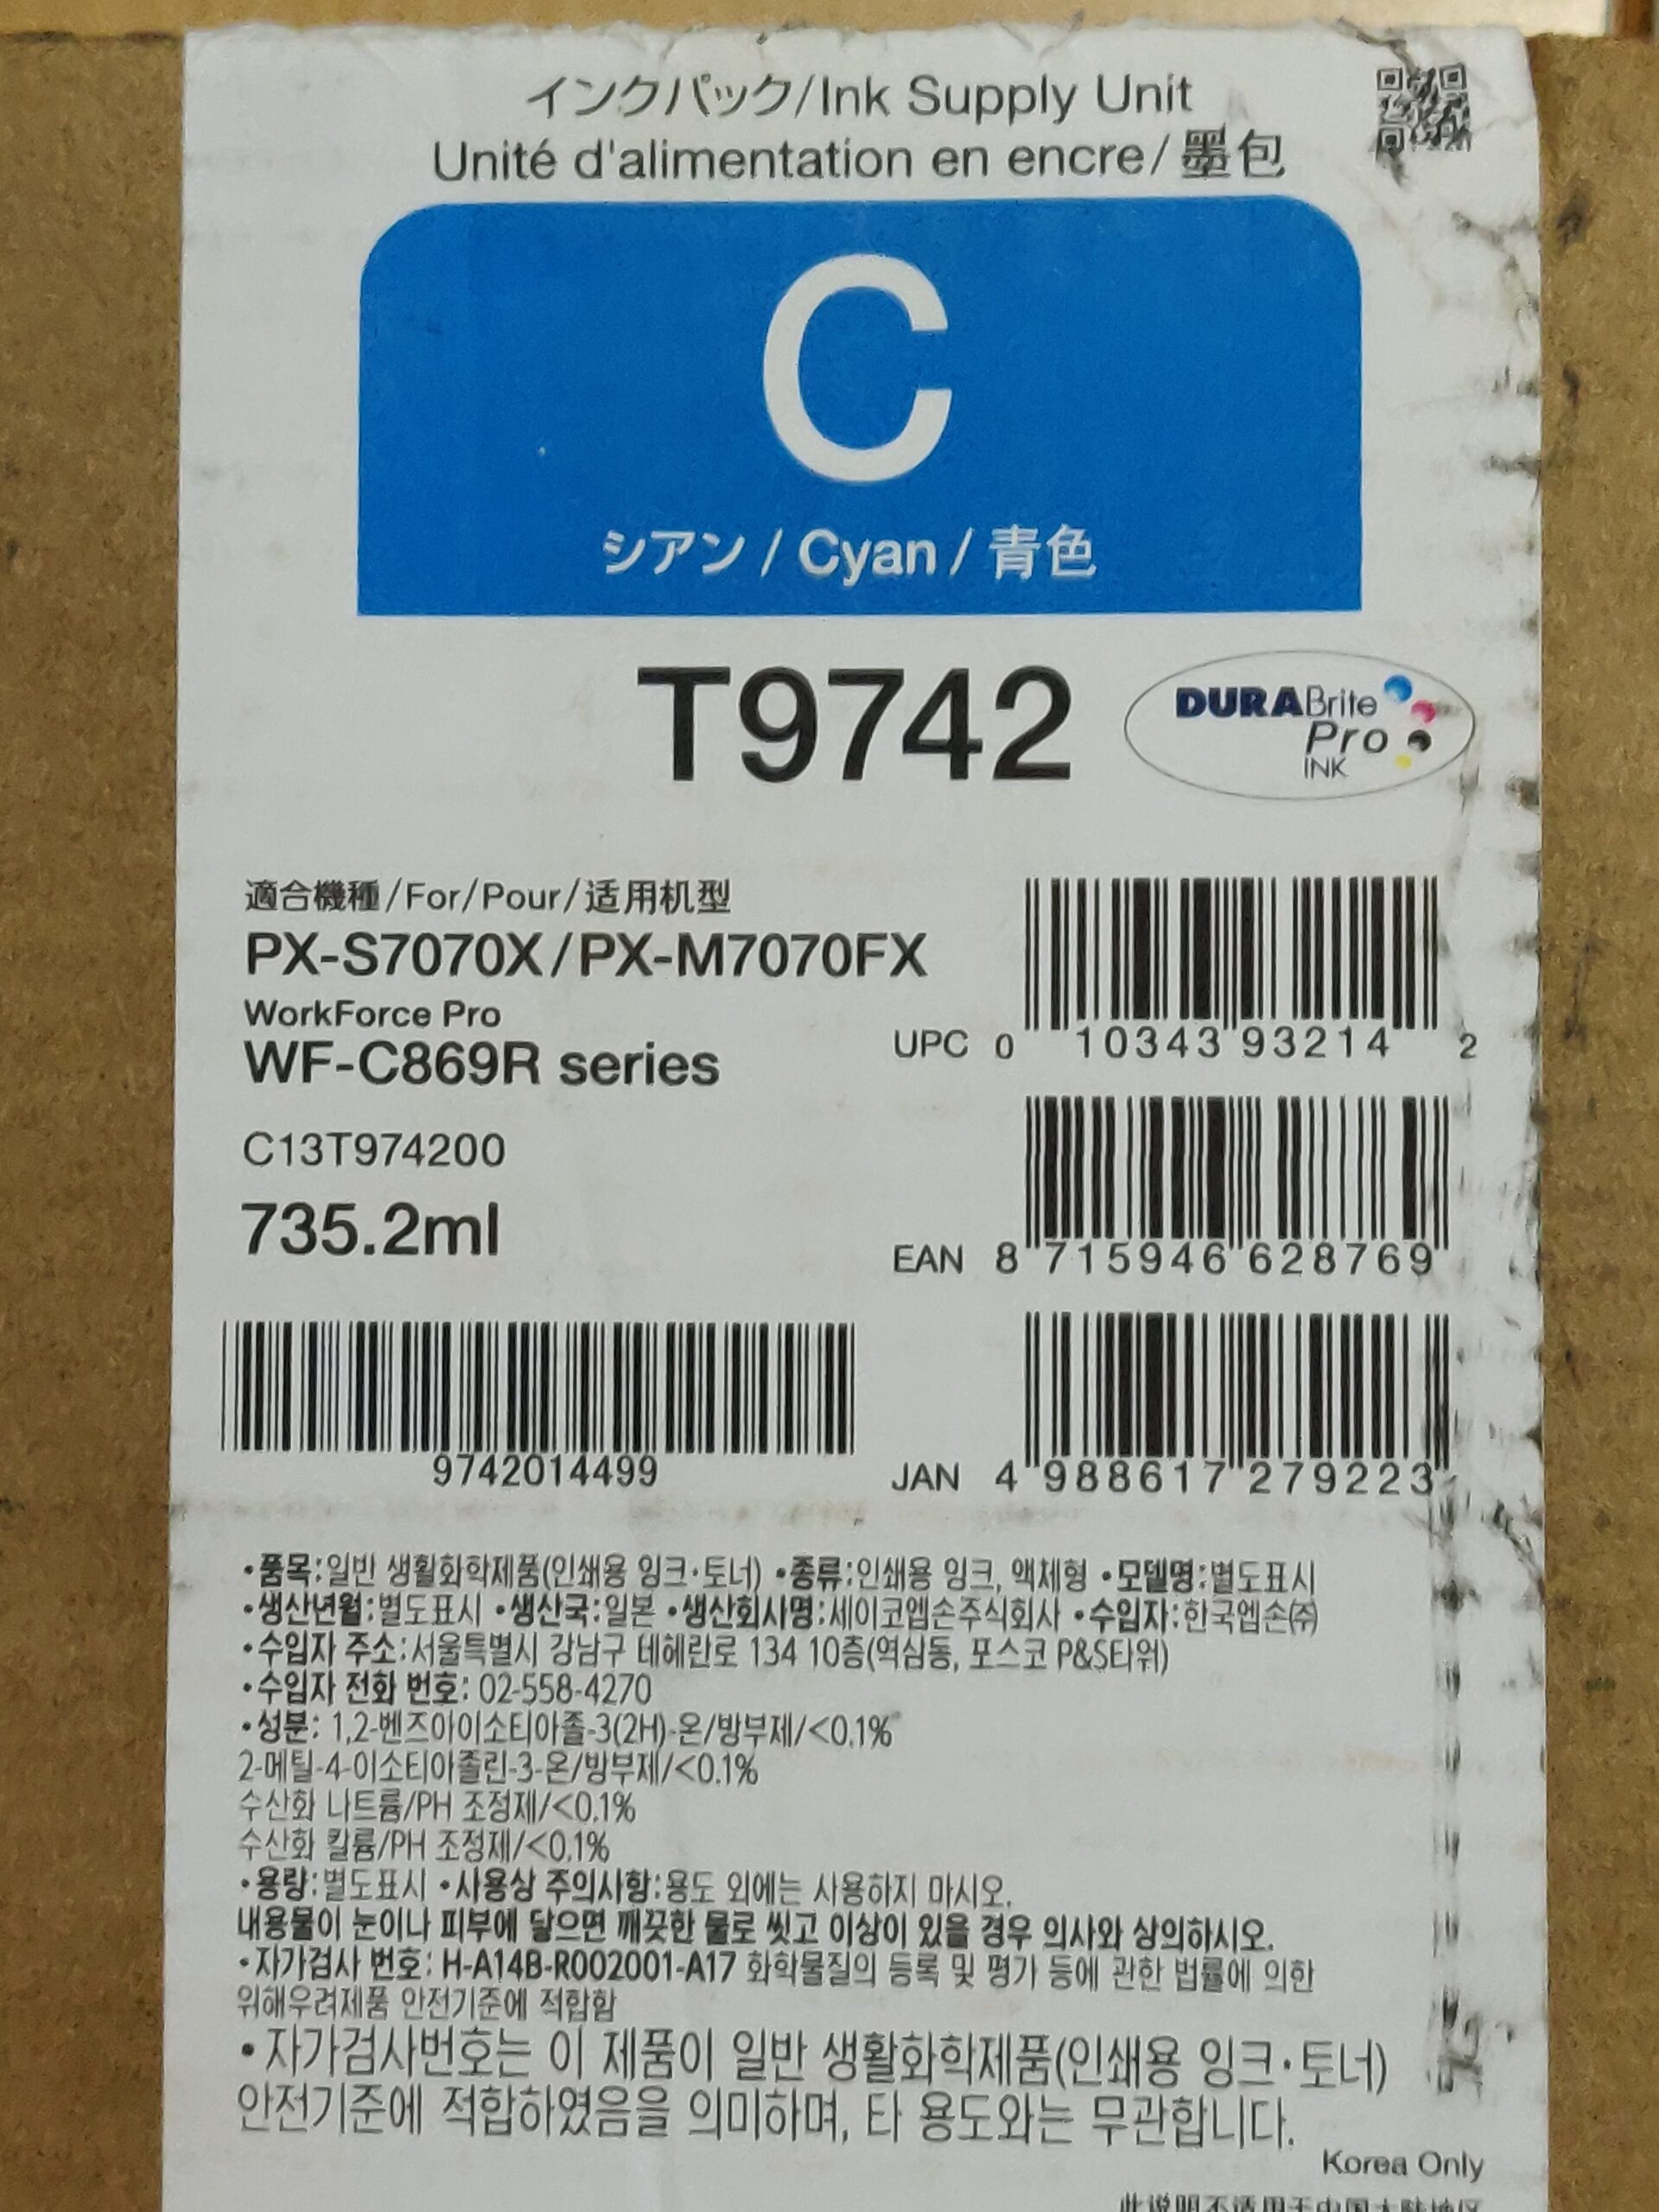 インクパック/Ink Supply Unit
Unité d'alimentation en encre/墨包
C
シアン / Cyan / 青色
T9742
DURABrite
Pro
INK
適合機種/For/Pour/适用机型
PX-S7070X/PX-M7070FX
WorkForce Pro
WF-C869R series
UPC 0 10343 93214 2
C13T974200
735.2ml
EAN 8 715946 628769
9742014499
JAN 4 988617 279223
•품목:일반 생활화학제품(인쇄용 잉크·토너) •종류:인쇄용 잉크, 액체형 •모델명:별도표시
•생산년월:별도표시 •생산국:일본 •생산회사명:세이코엡손주식회사 •수입자:한국엡손㈜
•수입자 주소:서울특별시 강남구 테헤란로 134 10층(역심동, 포스코 P&S타워)
•수입자 전화 번호: 02-558-4270
•성분: 1,2-벤즈아이소티아졸-3(2H)-온/방부제/<0.1%
2-메틸-4-이소티아졸린-3-온/방부제/<0.1%
수산화 나트륨/PH 조정제/<0.1%
수산화 칼륨/PH 조정제/<0.1%
•용량:별도표시 •사용상 주의사항:용도 외에는 사용하지 마시오.
내용물이 눈이나 피부에 닿으면 깨끗한 물로 씻고 이상이 있을 경우 의사와 상의하시오.
•자가검사 번호: H-A14B-R002001-A17 화학물질의 등록 및 평가 등에 관한 법률에 의한
위해우려제품 안전기준에 적합함
•자가검사번호는 이 제품이 일반 생활화학제품(인쇄용 잉크·토너)
안전기준에 적합하였음을 의미하며, 타 용도와는 무관합니다.
Korea Only